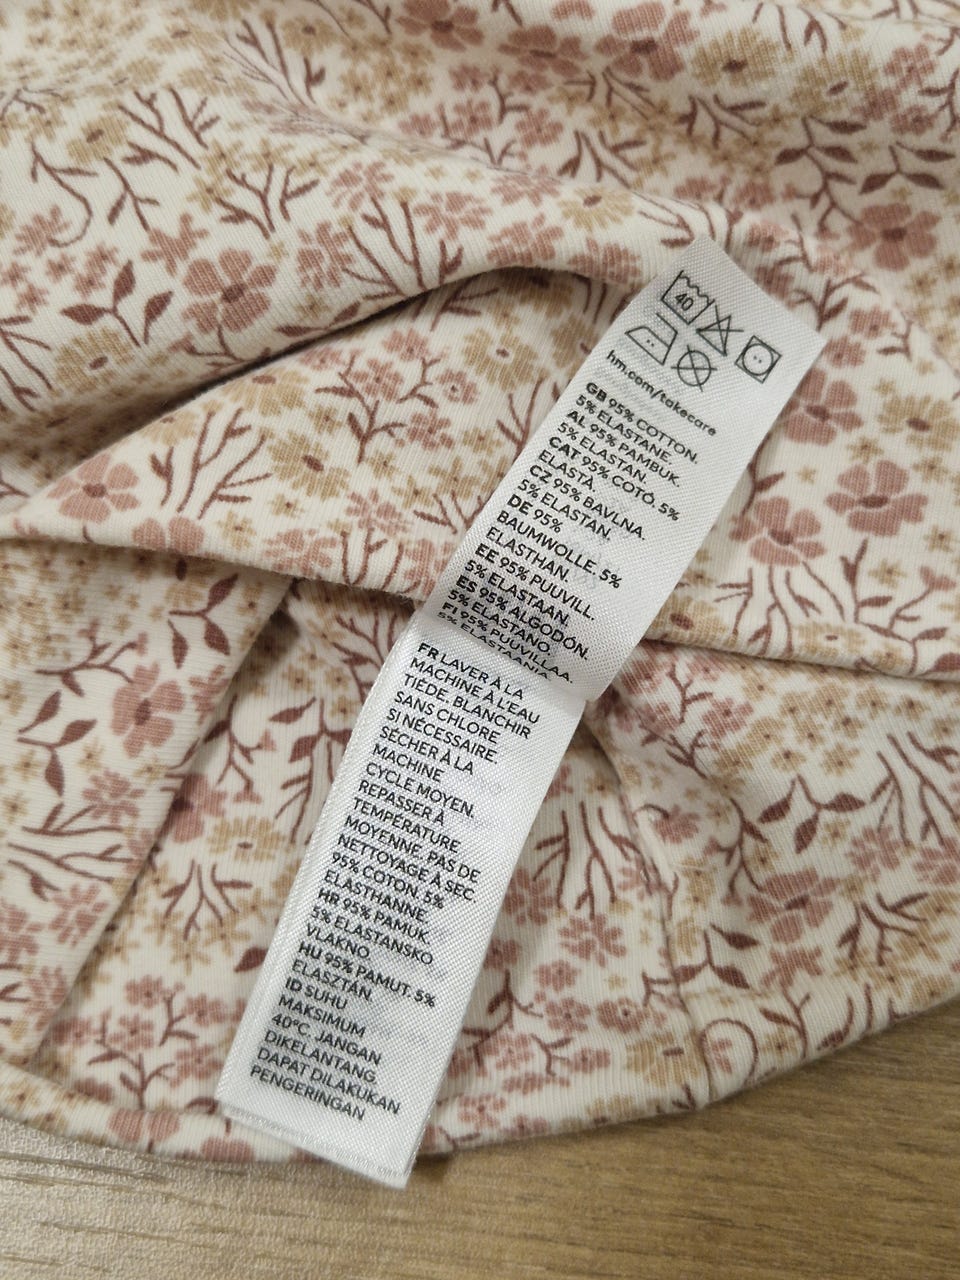 40
hm.com/takecare
GB 95% COTTON.
5% ELASTANE.
AL 95% PAMBUK.
5% ELASTAN.
CAT 95% COTÓ. 5%
ELASTÀ.
CZ 95% BAVLNA.
5% ELASTAN.
DE 95%
BAUMWOLLE. 5%
ELASTHAN.
EE 95% PUUVILL.
5% ELASTAAN.
ES 95% ALGODÓN.
5% ELASTANO.
FI 95% PUUVILLAA.
5% ELASTAANIA.
FR LAVER À LA
MACHINE À L'EAU
TIÈDE. BLANCHIR
SANS CHLORE
SI NÉCESSAIRE.
SÉCHER À LA
MACHINE
CYCLE MOYEN.
REPASSER À
TEMPÉRATURE
MOYENNE. PAS DE
NETTOYAGE À SEC.
95% COTON. 5%
ÉLASTHANNE.
HR 95% PAMUK.
5% ELASTANSKO
VLAKNO.
HU 95% PAMUT. 5%
ELASZTÁN.
ID SUHU
MAKSIMUM
40°C. JANGAN
DIKELANTANG.
DAPAT DILAKUKAN
PENGERINGAN